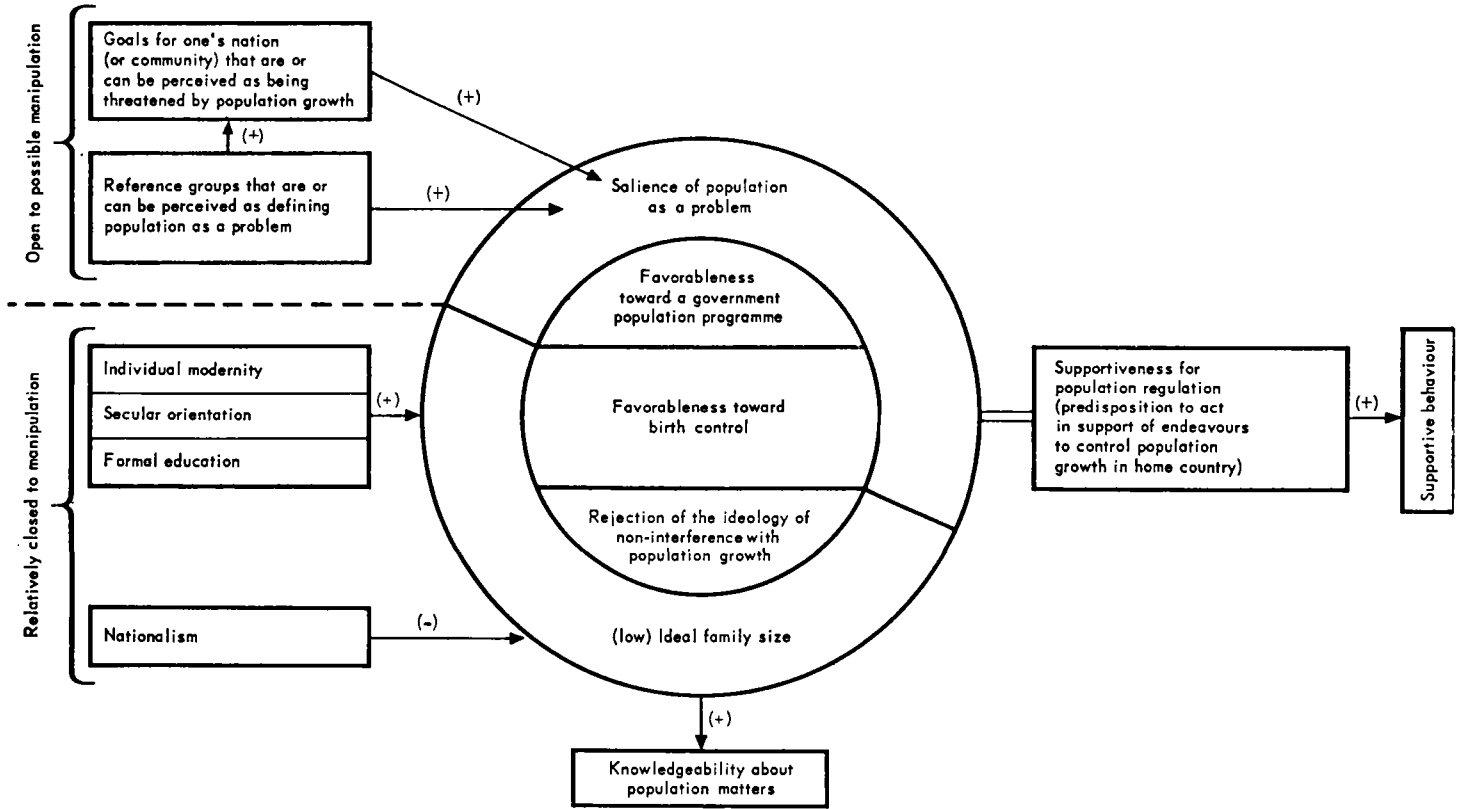 Open to possible manipulation
Goals for one's nation
(or community) that are or
can be perceived as being
threatened by population growth
(+)
(+)
Reference groups that are or
can be perceived as defining
population as a problem
(+)
Salience of population
as a problem
Favorableness
toward a government
population programme
Favorableness toward
birth control
Rejection of the ideology of
non-interference with
population growth
(low) Ideal family size
Relatively closed to manipulation
Individual modernity
Secular orientation
Formal education
(+)
Nationalism
(-)
Supportiveness for
population regulation
(predisposition to act
in support of endeavours
to control population
growth in home country)
(+)
Supportive behaviour
(+)
Knowledgeability about
population matters